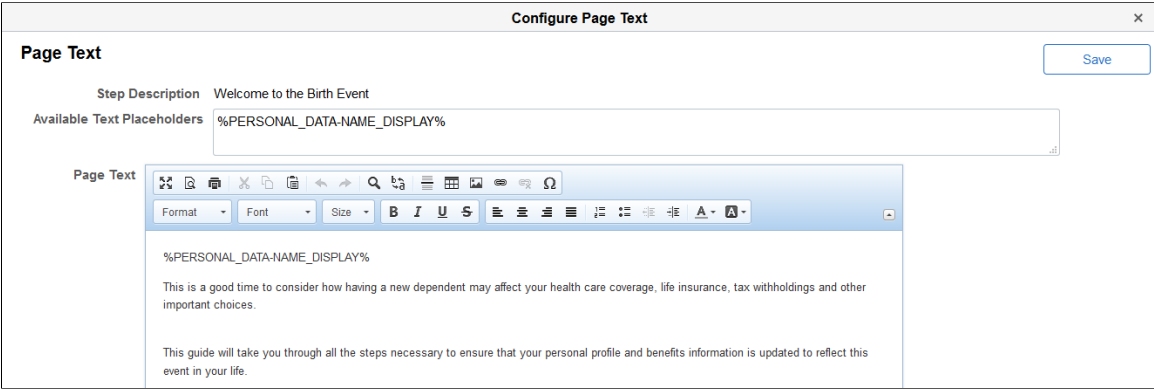 Configure Page Text ×
Page Text
Save
Step Description Welcome to the Birth Event
Available Text Placeholders %PERSONAL_DATA-NAME_DISPLAY%
Page Text
Format Font Size B I U S A A
%PERSONAL_DATA-NAME_DISPLAY%
This is a good time to consider how having a new dependent may affect your health care coverage, life insurance, tax withholdings and other
important choices.
This guide will take you through all the steps necessary to ensure that your personal profile and benefits information is updated to reflect this
event in your life.